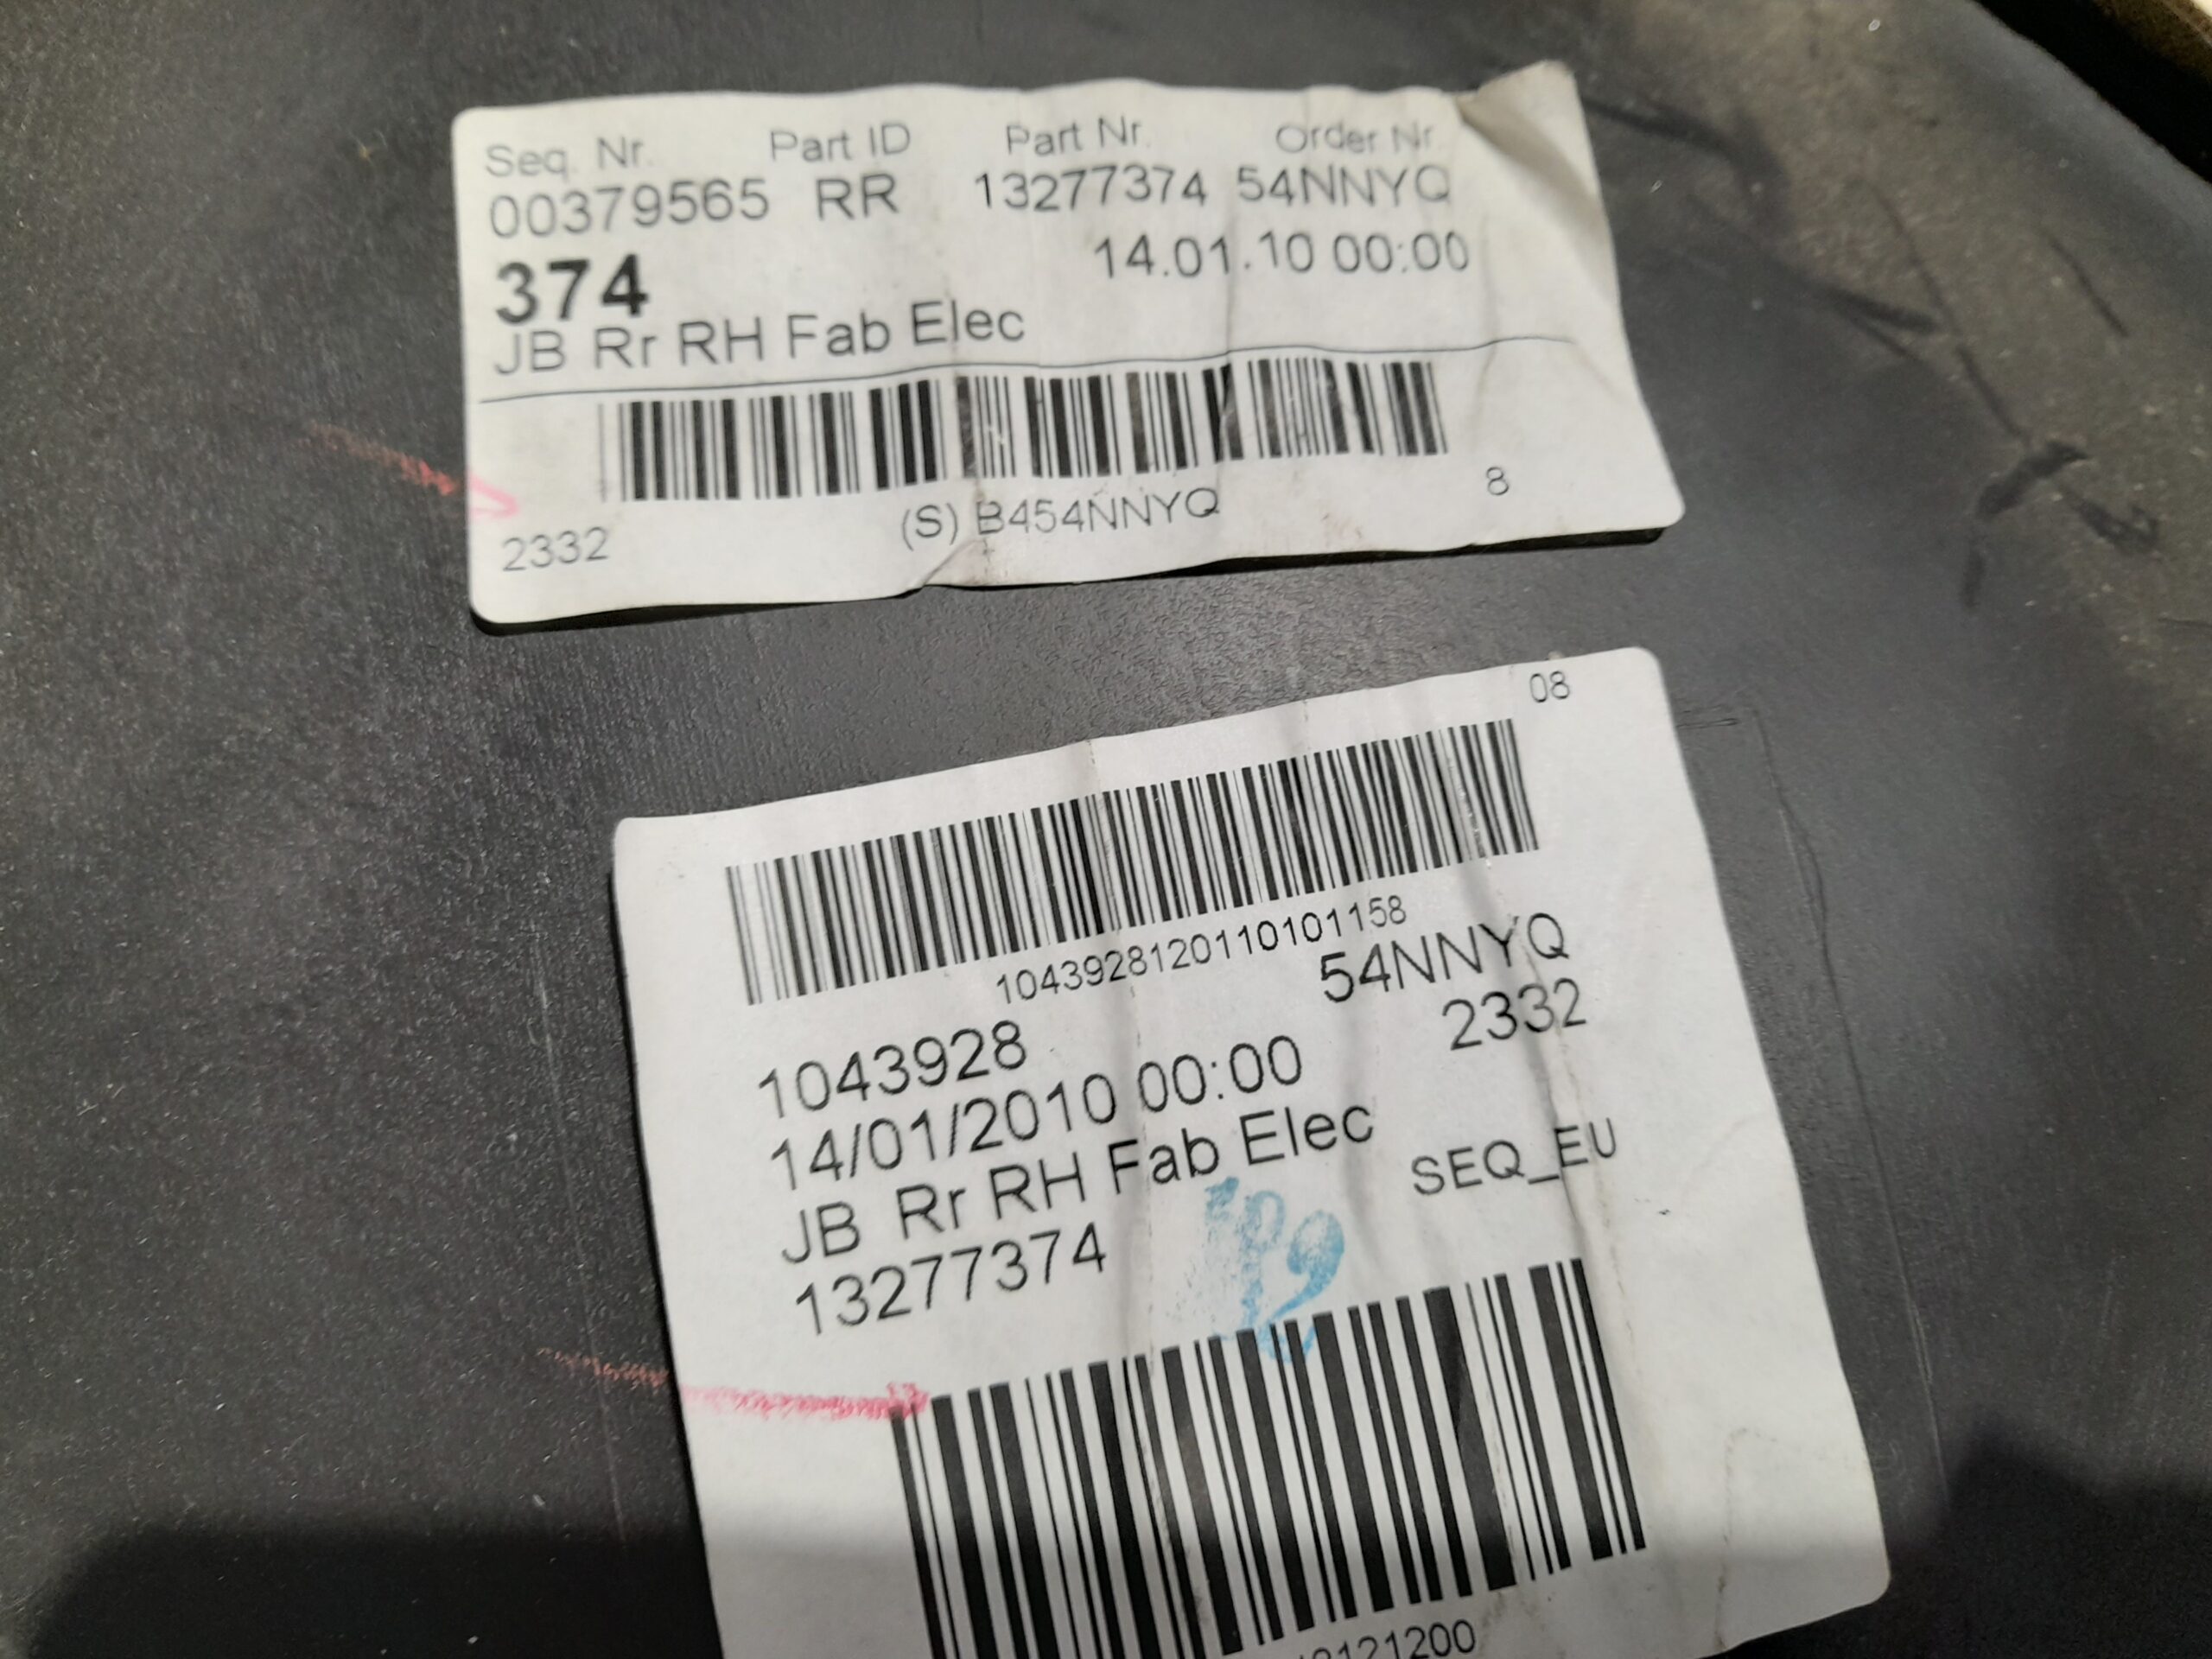 Seq. Nr. Part ID Part Nr. Order Nr.
00379565 RR 13277374 54NNYQ
374 14.01.10 00:00
JB Rr RH Fab Elec
2332 (S) B454NNYQ 8
08
104392812011010101158
54NNYQ
1043928 2332
14/01/2010 00:00
JB Rr RH Fab Elec SEQ_EU
13277374